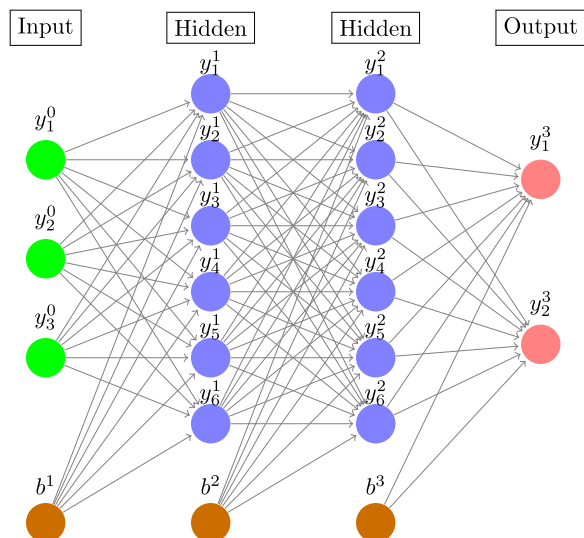 Input
Hidden
Hidden
Output
y_1^0
y_2^0
y_3^0
b^1
y_1^1
y_2^1
y_3^1
y_4^1
y_5^1
y_6^1
b^2
y_1^2
y_2^2
y_3^2
y_4^2
y_5^2
y_6^2
b^3
y_1^3
y_2^3